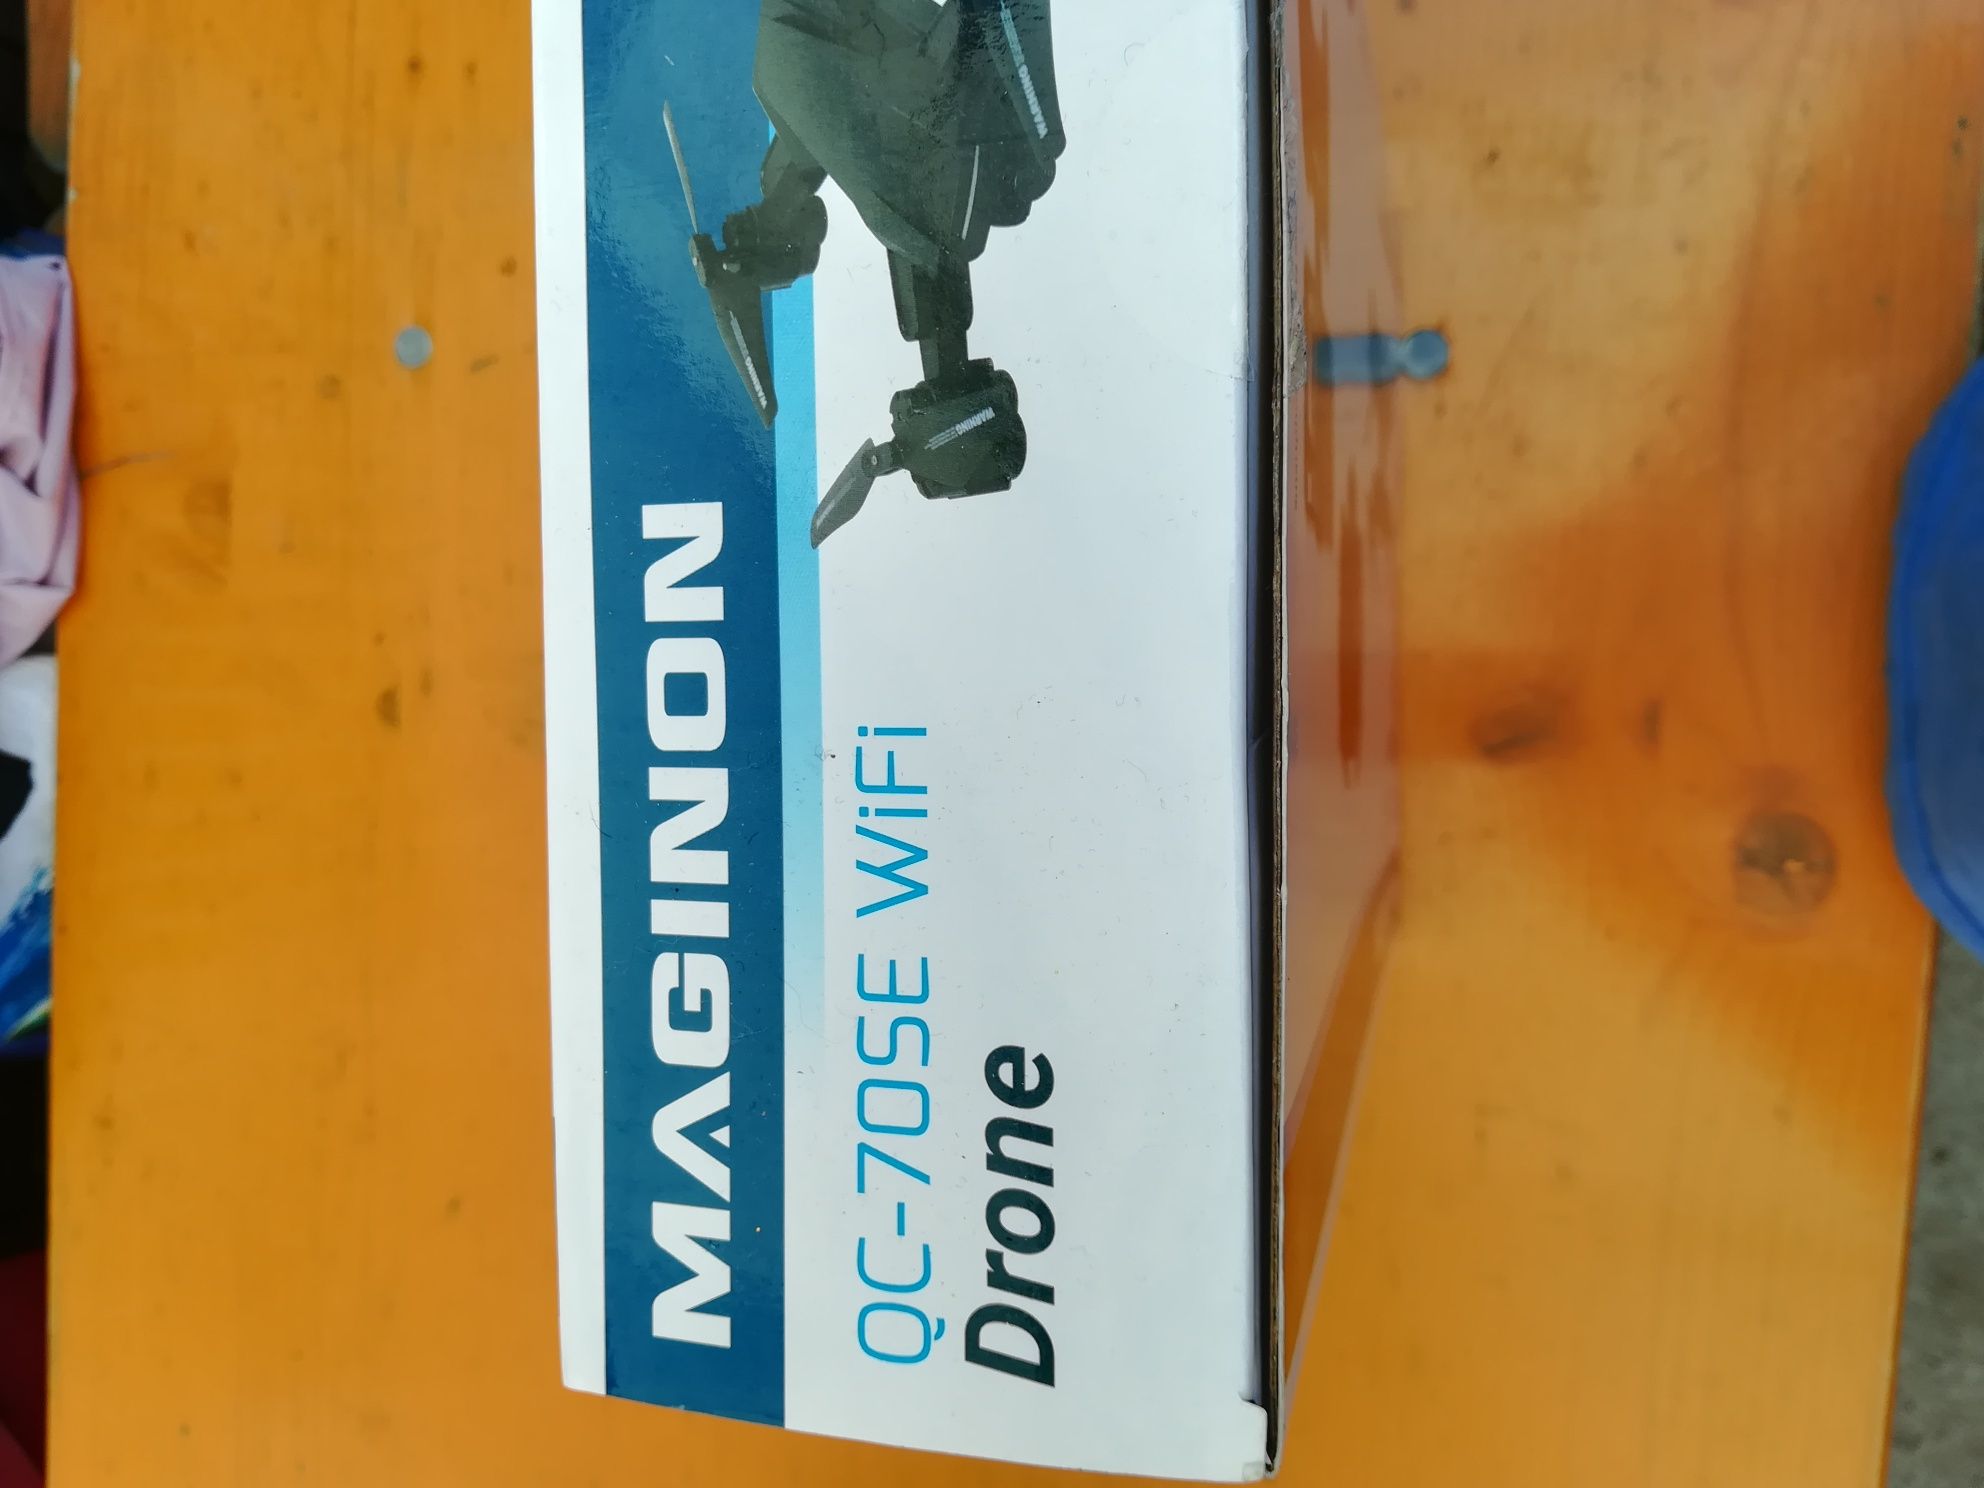 MAGINON
QC-70SE WiFi
Drone
WARNING
WARNING
WARNING